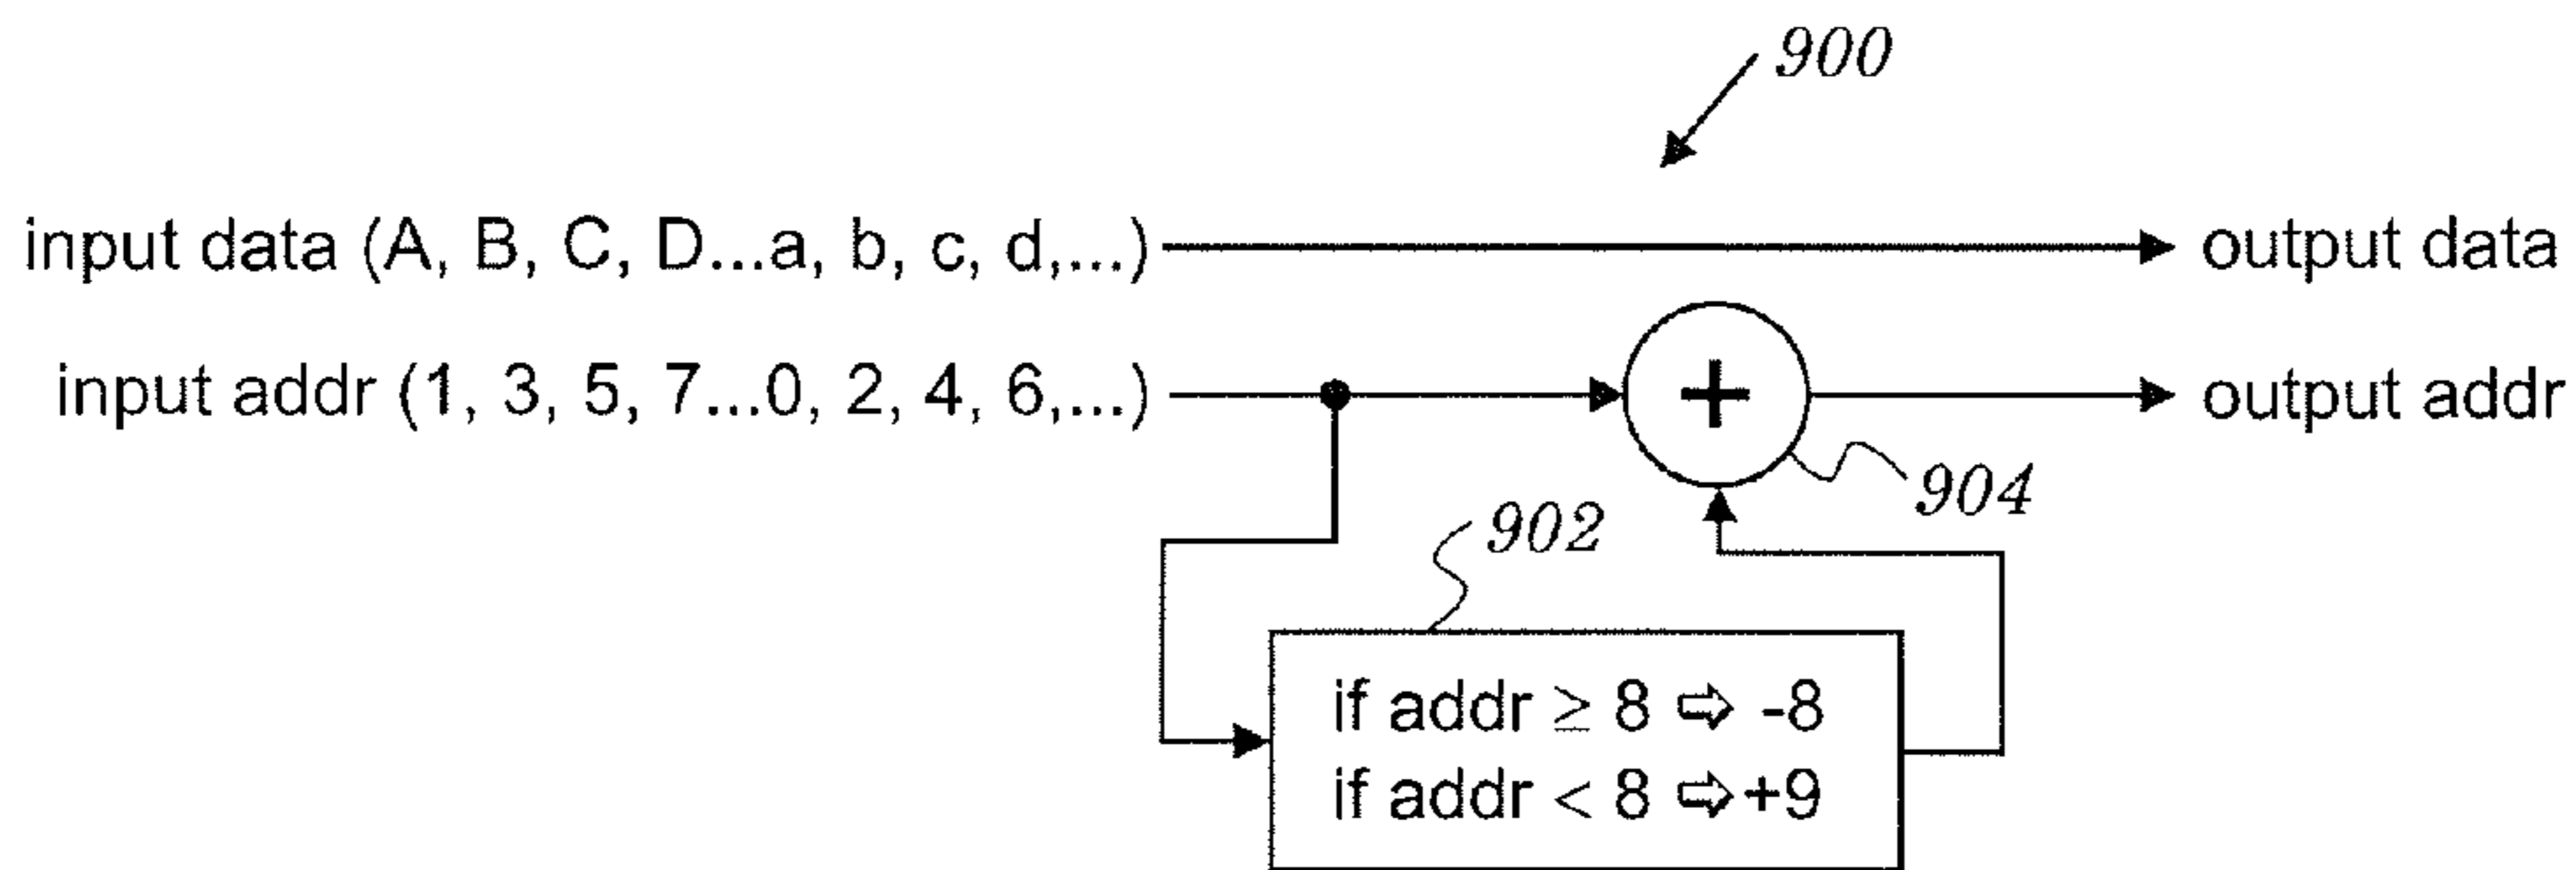 900
input data (A, B, C, D...a, b, c, d,...) output data
input addr (1, 3, 5, 7...0, 2, 4, 6,...) + output addr
904
902
if addr ≥ 8 ⇨ -8
if addr < 8 ⇨ +9